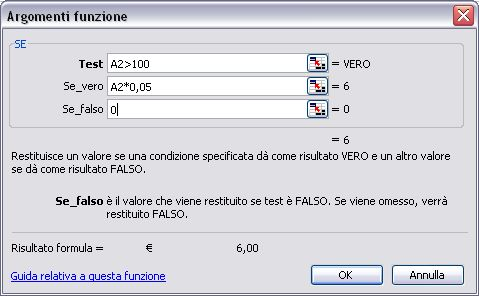 Argomenti funzione
SE
Test A2>100 = VERO
Se_vero A2*0,05 = 6
Se_falso 0 = 0
= 6
Restituisce un valore se una condizione specificata dà come risultato VERO e un altro valore
se dà come risultato FALSO.
Se_falso è il valore che viene restituito se test è FALSO. Se viene omesso, verrà
restituito FALSO.
Risultato formula = € 6,00
Guida relativa a questa funzione OK Annulla